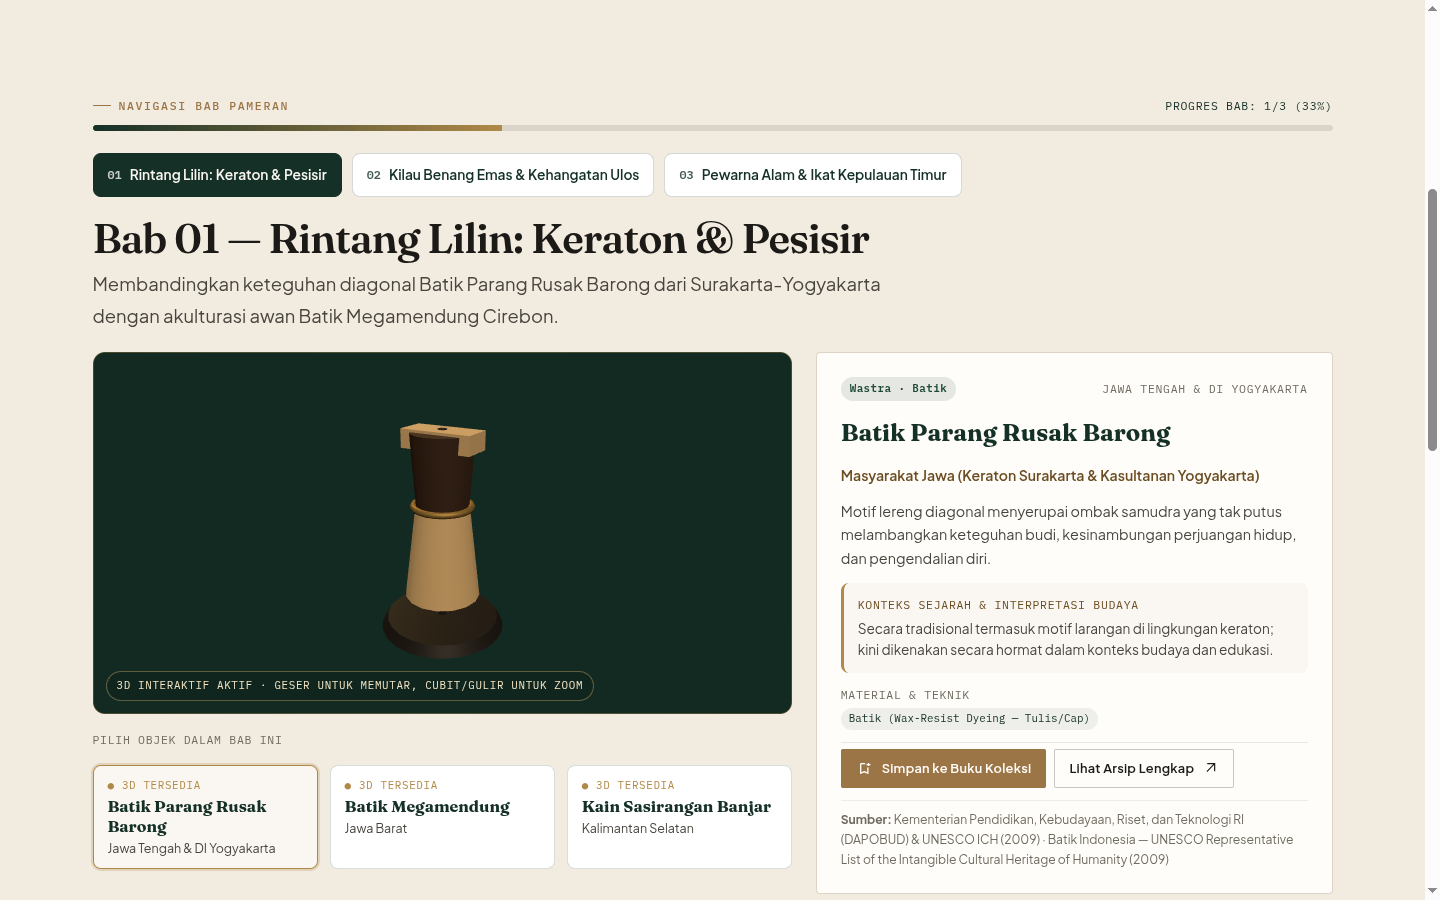 NAVIGASI BAB PAMERAN
PROGRES BAB: 1/3 (33%)
01 Rintang Lilin: Keraton & Pesisir
02 Kilau Benang Emas & Kehangatan Ulos
03 Pewarna Alam & Ikat Kepulauan Timur
Bab 01 — Rintang Lilin: Keraton & Pesisir
Membandingkan keteguhan diagonal Batik Parang Rusak Barong dari Surakarta-Yogyakarta
dengan akulturasi awan Batik Megamendung Cirebon.
3D INTERAKTIF AKTIF · GESER UNTUK MEMUTAR, CUBIT/GULIR UNTUK ZOOM
PILIH OBJEK DALAM BAB INI
3D TERSEDIA
Batik Parang Rusak
Barong
Jawa Tengah & DI Yogyakarta
3D TERSEDIA
Batik Megamendung
Jawa Barat
3D TERSEDIA
Kain Sasirangan Banjar
Kalimantan Selatan
Wastra · Batik
JAWA TENGAH & DI YOGYAKARTA
Batik Parang Rusak Barong
Masyarakat Jawa (Keraton Surakarta & Kasultanan Yogyakarta)
Motif lereng diagonal menyerupai ombak samudra yang tak putus
melambangkan keteguhan budi, kesinambungan perjuangan hidup,
dan pengendalian diri.
KONTEKS SEJARAH & INTERPRETASI BUDAYA
Secara tradisional termasuk motif larangan di lingkungan keraton;
kini dikenakan secara hormat dalam konteks budaya dan edukasi.
MATERIAL & TEKNIK
Batik (Wax-Resist Dyeing — Tulis/Cap)
Simpan ke Buku Koleksi
Lihat Arsip Lengkap
Sumber: Kementerian Pendidikan, Kebudayaan, Riset, dan Teknologi RI
(DAPOBUD) & UNESCO ICH (2009) · Batik Indonesia — UNESCO Representative
List of the Intangible Cultural Heritage of Humanity (2009)